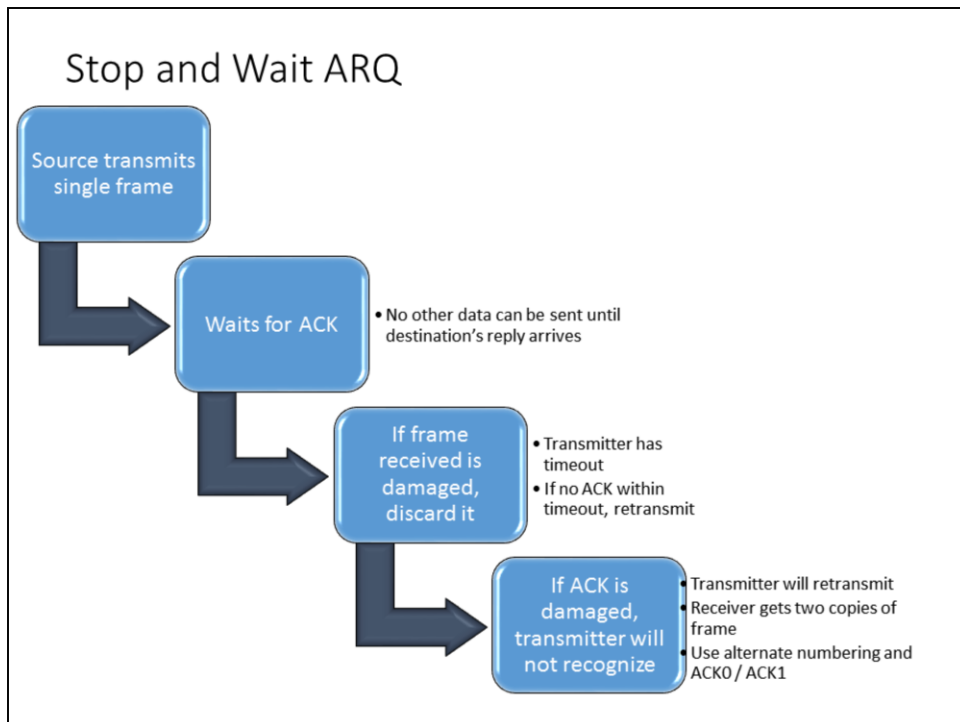 Stop and Wait ARQ
Source transmits
single frame
Waits for ACK
• No other data can be sent until
destination's reply arrives
If frame
received is
damaged,
discard it
• Transmitter has
timeout
• If no ACK within
timeout, retransmit
If ACK is
damaged,
transmitter will
not recognize
• Transmitter will retransmit
• Receiver gets two copies of
frame
• Use alternate numbering and
ACK0 / ACK1